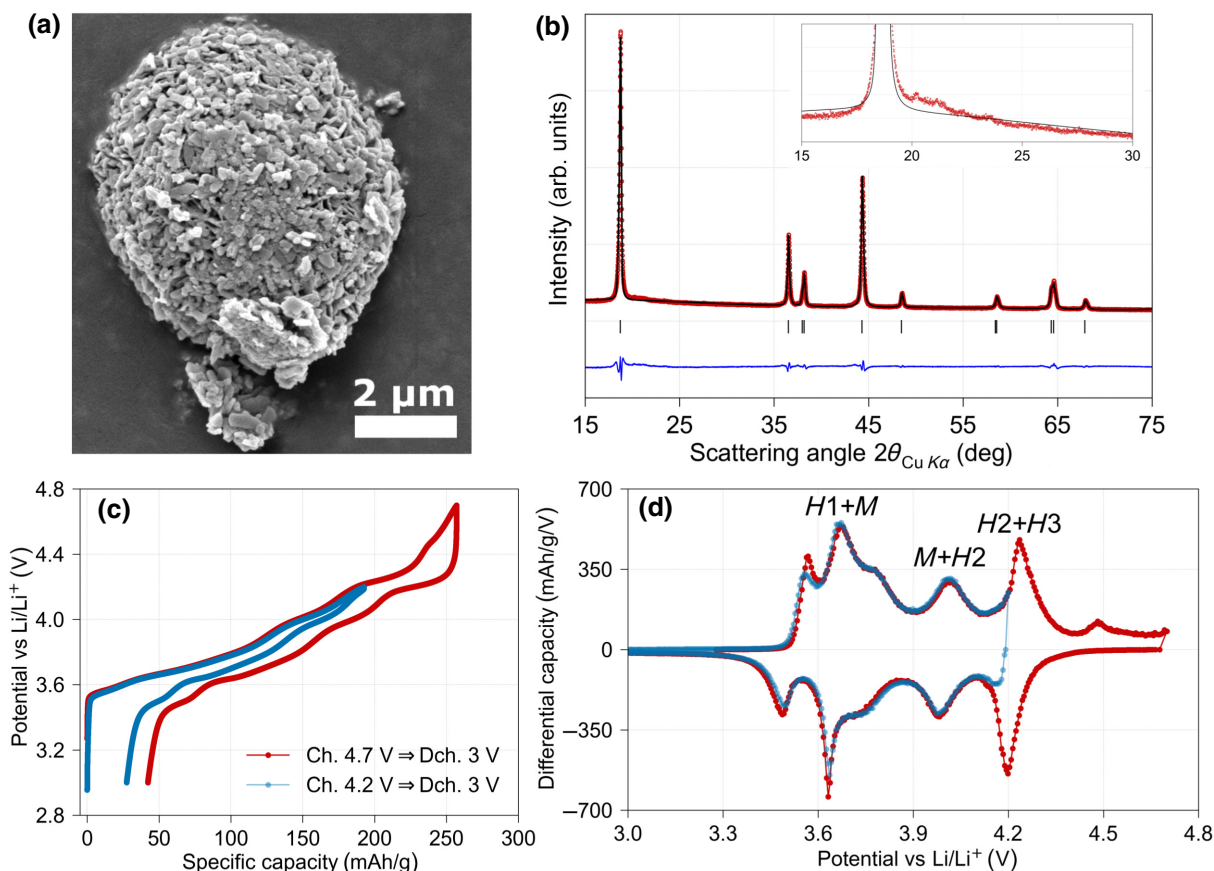 (a)
2 μm
(b)
Intensity (arb. units)
15 20 25 30
15 25 35 45 55 65 75
Scattering angle 2θCu Kα (deg)
(c)
Potential vs Li/Li⁺ (V)
4.8
4.4
4.0
3.6
3.2
2.8
Ch. 4.7 V ⇒ Dch. 3 V
Ch. 4.2 V ⇒ Dch. 3 V
0 50 100 150 200 250 300
Specific capacity (mAh/g)
(d)
Differential capacity (mAh/g/V)
700
350
0
−350
−700
H1+M
M+H2
H2+H3
3.0 3.3 3.6 3.9 4.2 4.5 4.8
Potential vs Li/Li⁺ (V)